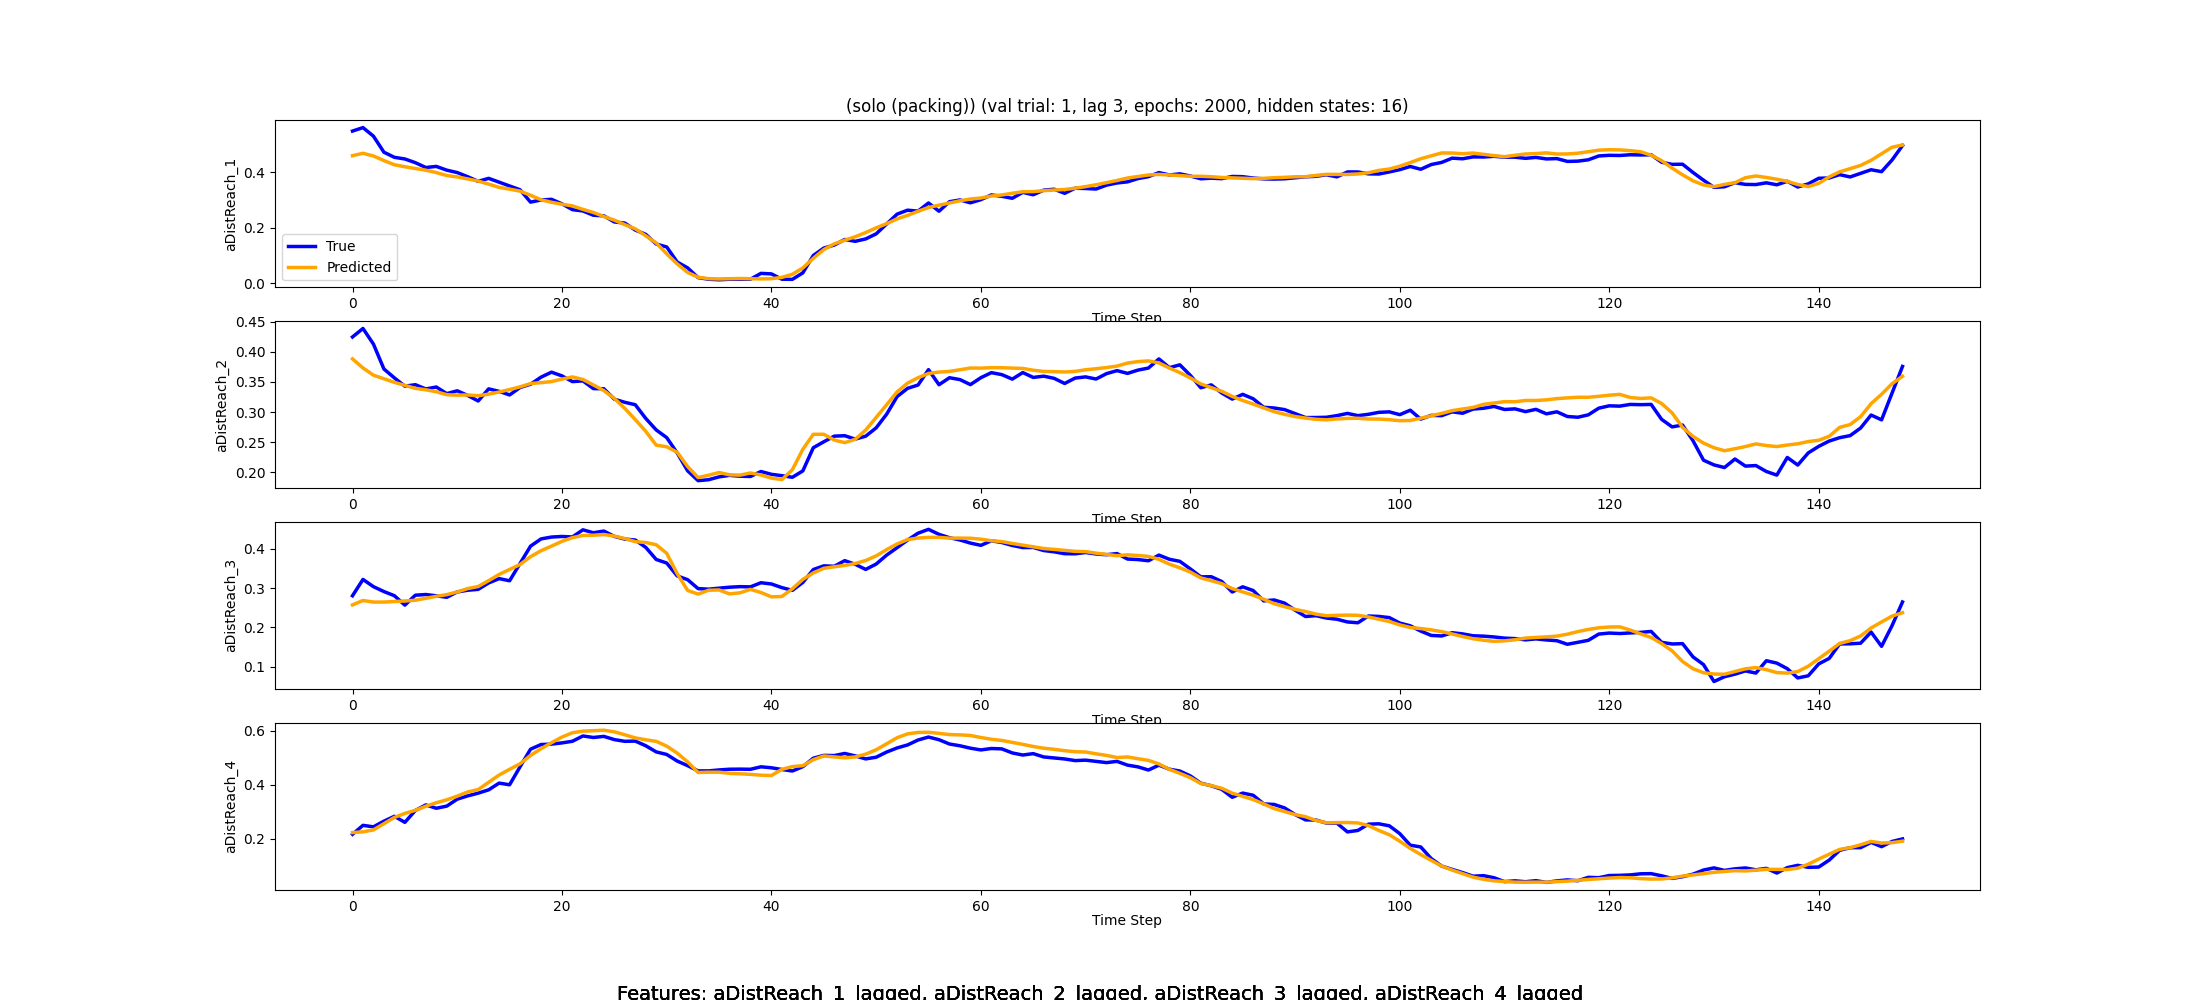 (solo (packing)) (val trial: 1, lag 3, epochs: 2000, hidden states: 16)
aDistReach_1
0.4
0.2
0.0
True
Predicted
0 20 40 60 80 100 120 140
Time Step
aDistReach_2
0.45
0.40
0.35
0.30
0.25
0.20
0 20 40 60 80 100 120 140
Time Step
aDistReach_3
0.4
0.3
0.2
0.1
0 20 40 60 80 100 120 140
Time Step
aDistReach_4
0.6
0.4
0.2
0 20 40 60 80 100 120 140
Time Step
Features: aDistReach_1_lagged, aDistReach_2_lagged, aDistReach_3_lagged, aDistReach_4_lagged